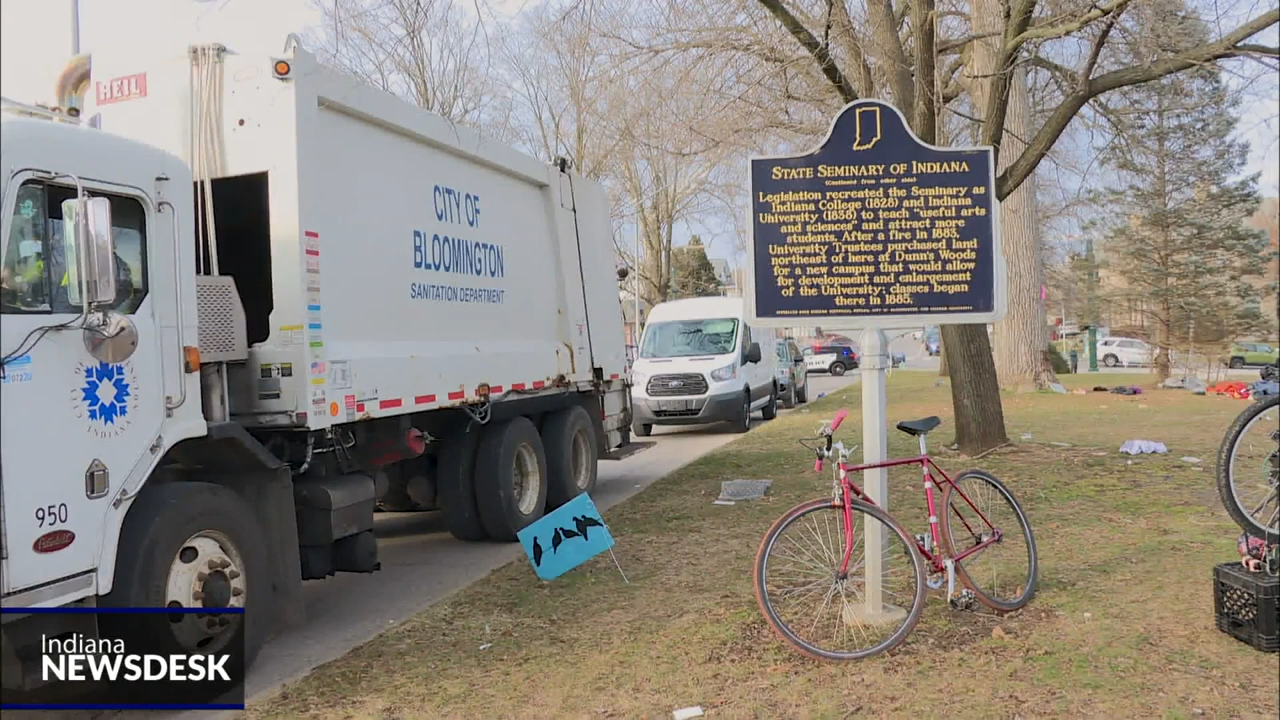 HEIL
CITY OF
BLOOMINGTON
SANITATION DEPARTMENT
INDIANA
950
Peterbilt
STATE SEMINARY OF INDIANA
(Continued from other side)
Legislation recreated the Seminary as
Indiana College (1828) and Indiana
University (1838) to teach "useful arts
and sciences" and attract more
students. After a fire in 1883,
University Trustees purchased land
northeast of here at Dunn's Woods
for a new campus that would allow
for development and enlargement
of the University; classes began
there in 1885.
Indiana
NEWSDESK